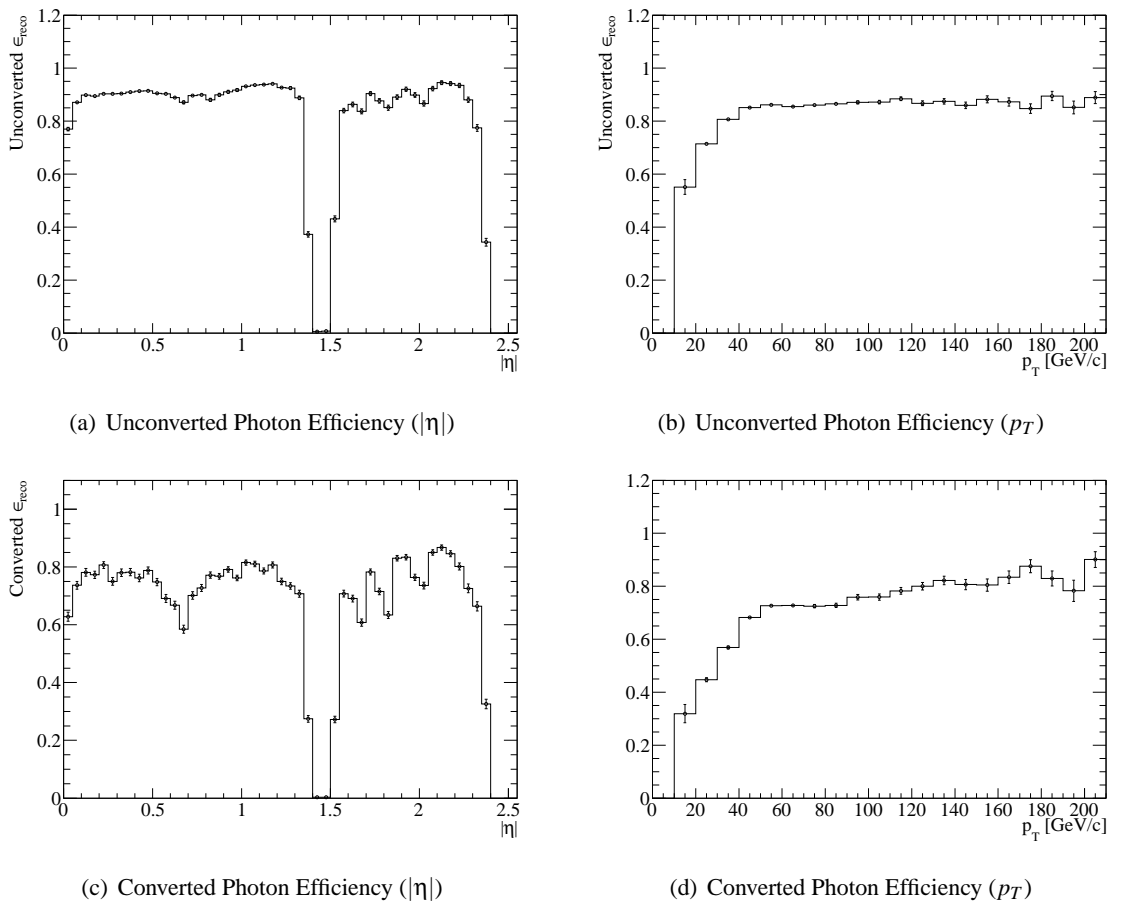 Unconverted ϵreco
1
0.8
0.6
0.4
0.2
0
0 0.5 1 1.5 2 2.5
|η|
(a) Unconverted Photon Efficiency (|η|)
Unconverted ϵreco
1.2
1
0.8
0.6
0.4
0.2
0
0 20 40 60 80 100 120 140 160 180 200
p_T [GeV/c]
(b) Unconverted Photon Efficiency (p_T)
Converted ϵreco
1
0.8
0.6
0.4
0.2
0
0 0.5 1 1.5 2 2.5
|η|
(c) Converted Photon Efficiency (|η|)
Converted ϵreco
1.2
1
0.8
0.6
0.4
0.2
0
0 20 40 60 80 100 120 140 160 180 200
p_T [GeV/c]
(d) Converted Photon Efficiency (p_T)